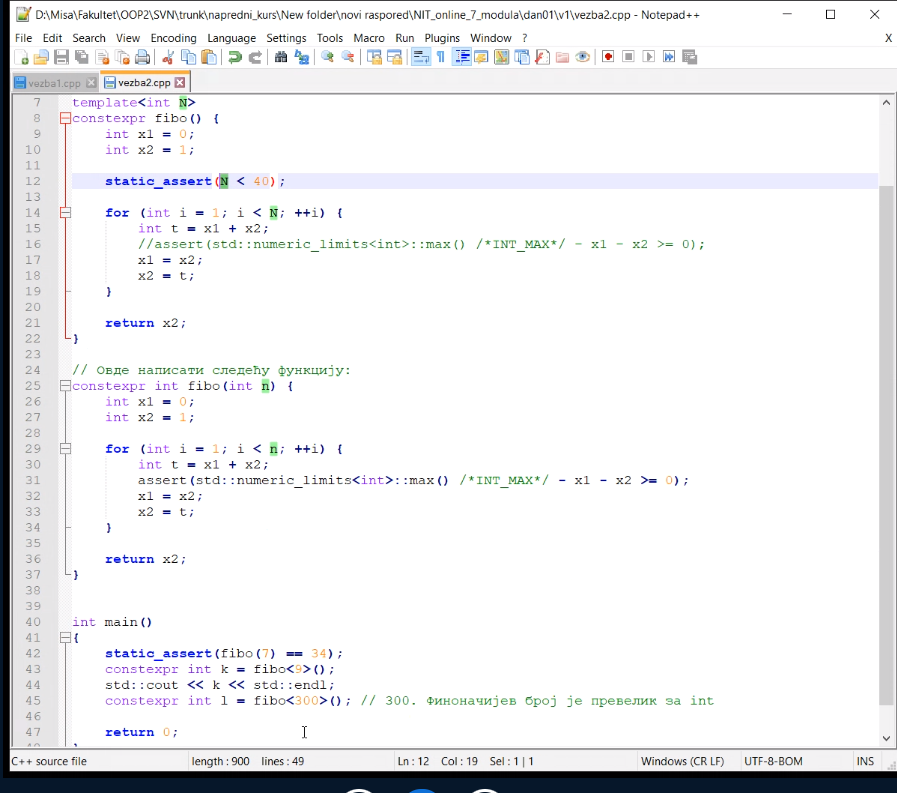 D:\Misa\Fakultet\OOP2\SVN\trunk\napredni_kurs\New folder\novi raspored\NIT_online_7_modula\dan01\v1\vezba2.cpp - Notepad++
File Edit Search View Encoding Language Settings Tools Macro Run Plugins Window ? X
vezba1.cpp vezba2.cpp
7 template<int N>
8 constexpr fibo() {
9 int x1 = 0;
10 int x2 = 1;
11
12 static_assert(N < 40);
13
14 for (int i = 1; i < N; ++i) {
15 int t = x1 + x2;
16 //assert(std::numeric_limits<int>::max() /*INT_MAX*/ - x1 - x2 >= 0);
17 x1 = x2;
18 x2 = t;
19 }
20
21 return x2;
22 }
23
24 // Овде написати следећу функцију:
25 constexpr int fibo(int n) {
26 int x1 = 0;
27 int x2 = 1;
28
29 for (int i = 1; i < n; ++i) {
30 int t = x1 + x2;
31 assert(std::numeric_limits<int>::max() /*INT_MAX*/ - x1 - x2 >= 0);
32 x1 = x2;
33 x2 = t;
34 }
35
36 return x2;
37 }
38
39
40 int main()
41 {
42 static_assert(fibo(7) == 34);
43 constexpr int k = fibo<9>();
44 std::cout << k << std::endl;
45 constexpr int l = fibo<300>(); // 300. Финоначијев број је превелик за int
46
47 return 0;
C++ source file length : 900 lines : 49 Ln : 12 Col : 19 Sel : 1 | 1 Windows (CR LF) UTF-8-BOM INS